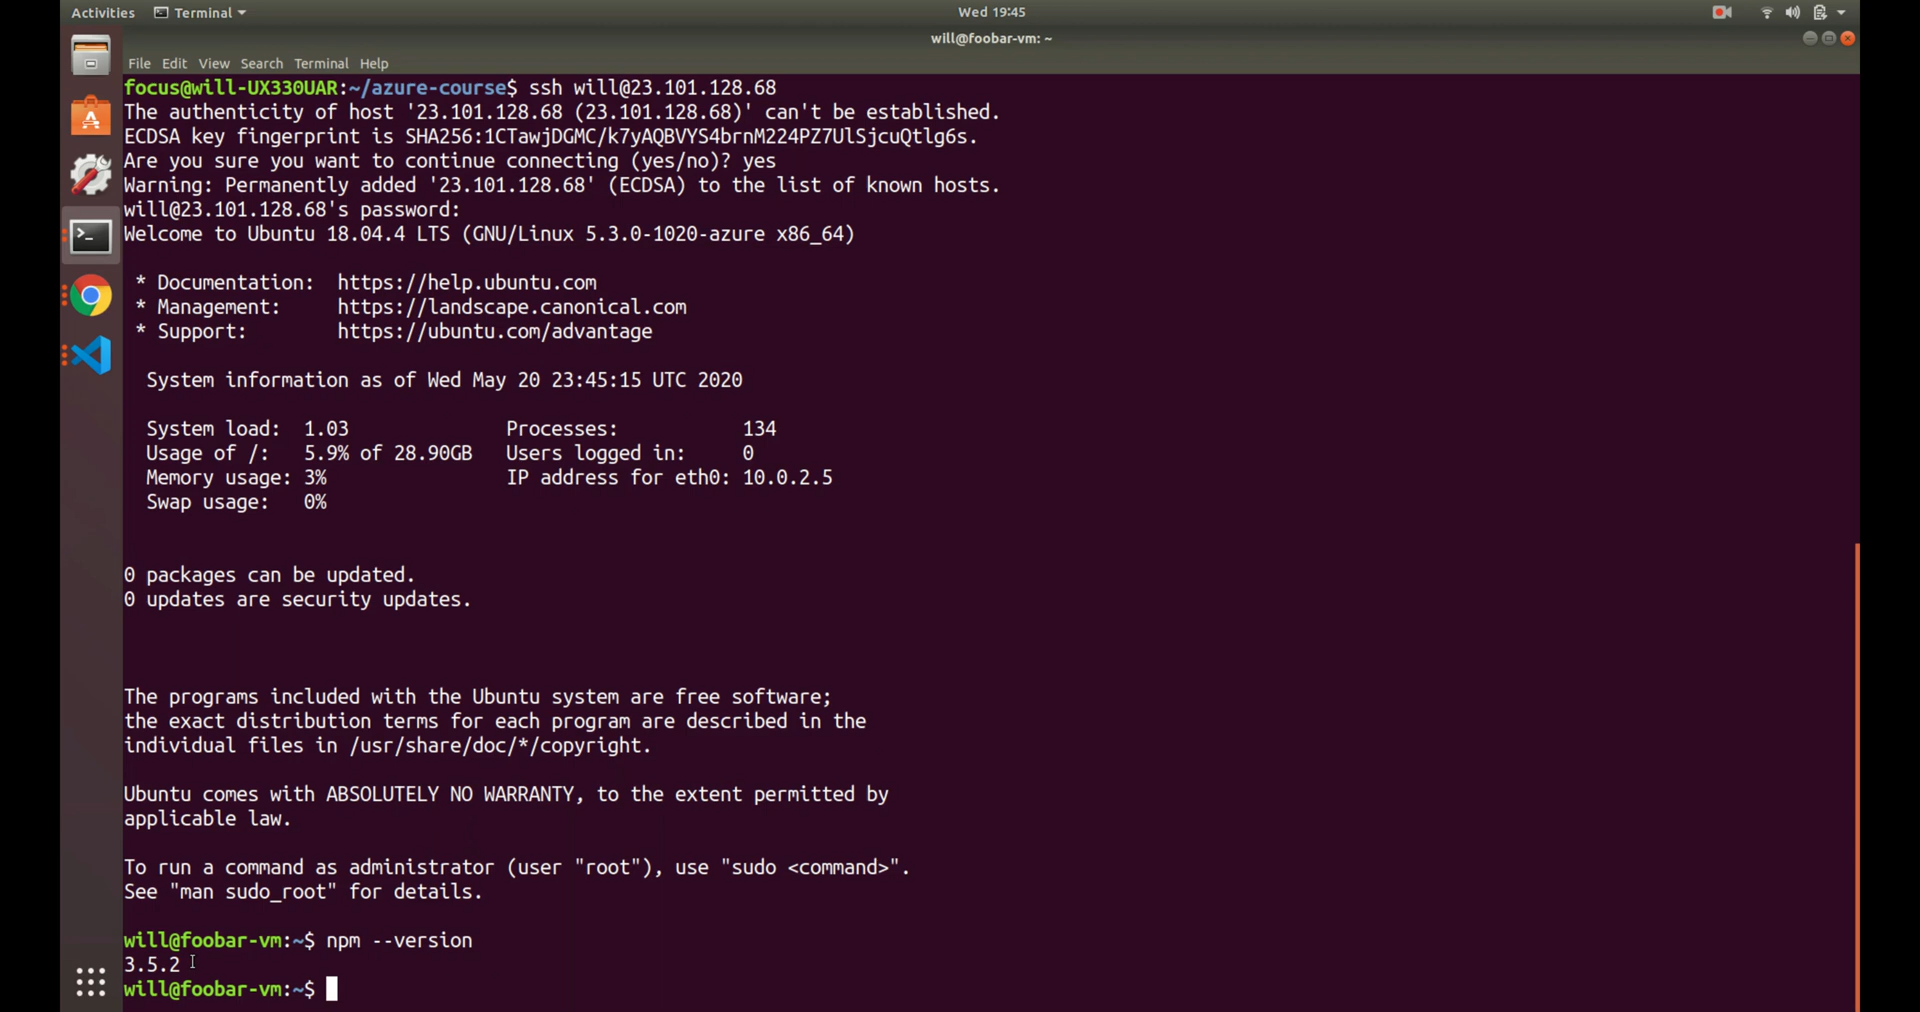 Activities Terminal Wed 19:45
will@foobar-vm: ~
File Edit View Search Terminal Help
focus@will-UX330UAR:~/azure-course$ ssh will@23.101.128.68
The authenticity of host '23.101.128.68 (23.101.128.68)' can't be established.
ECDSA key fingerprint is SHA256:1CTawjDGMC/k7yAQBVYS4brnM224PZ7UlSjcuQtlg6s.
Are you sure you want to continue connecting (yes/no)? yes
Warning: Permanently added '23.101.128.68' (ECDSA) to the list of known hosts.
will@23.101.128.68's password:
Welcome to Ubuntu 18.04.4 LTS (GNU/Linux 5.3.0-1020-azure x86_64)
* Documentation: https://help.ubuntu.com
* Management: https://landscape.canonical.com
* Support: https://ubuntu.com/advantage
System information as of Wed May 20 23:45:15 UTC 2020
System load: 1.03 Processes: 134
Usage of /: 5.9% of 28.90GB Users logged in: 0
Memory usage: 3% IP address for eth0: 10.0.2.5
Swap usage: 0%
0 packages can be updated.
0 updates are security updates.
The programs included with the Ubuntu system are free software;
the exact distribution terms for each program are described in the
individual files in /usr/share/doc/*/copyright.
Ubuntu comes with ABSOLUTELY NO WARRANTY, to the extent permitted by
applicable law.
To run a command as administrator (user "root"), use "sudo <command>".
See "man sudo_root" for details.
will@foobar-vm:~$ npm --version
3.5.2
will@foobar-vm:~$